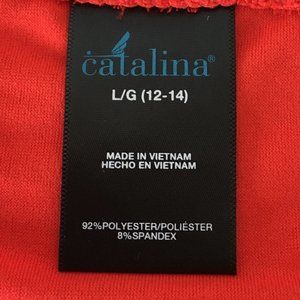 catalina®
L/G (12-14)
MADE IN VIETNAM
HECHO EN VIETNAM
92%POLYESTER/POLIÉSTER
8%SPANDEX